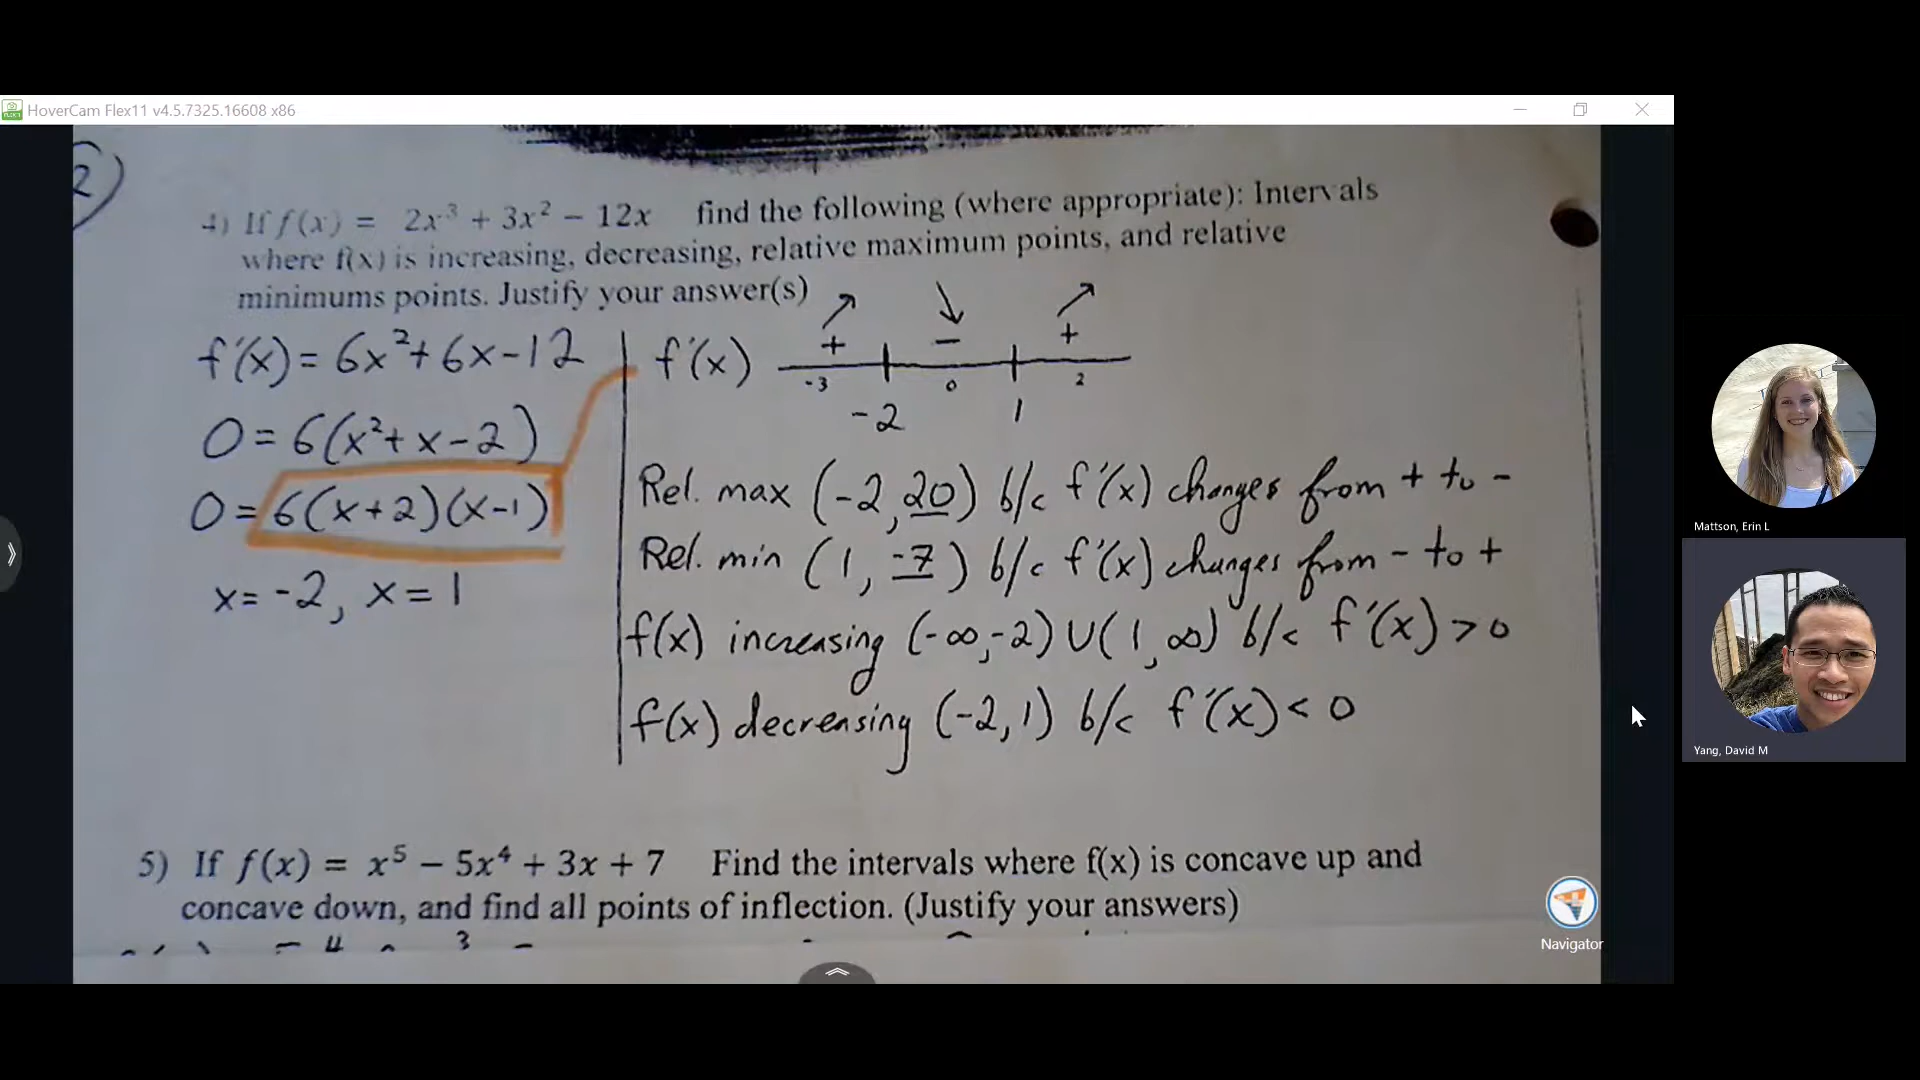 HoverCam Flex11 v4.5.7325.16608 x86
2
4) If f(x) = 2x³ + 3x² − 12x find the following (where appropriate): Intervals
where f(x) is increasing, decreasing, relative maximum points, and relative
minimums points. Justify your answer(s)
f'(x) = 6x² + 6x - 12
0 = 6(x² + x - 2)
0 = 6(x+2)(x-1)
x = -2, x = 1
+ − +
f'(x)
-3 0 2
-2 1
Rel. max (-2, 20) b/c f'(x) changes from + to -
Rel. min (1, -7) b/c f'(x) changes from - to +
f(x) increasing (-∞, -2) U (1, ∞) b/c f'(x) > 0
f(x) decreasing (-2, 1) b/c f'(x) < 0
5) If f(x) = x⁵ − 5x⁴ + 3x + 7 Find the intervals where f(x) is concave up and
concave down, and find all points of inflection. (Justify your answers)
Navigator
Mattson, Erin L
Yang, David M